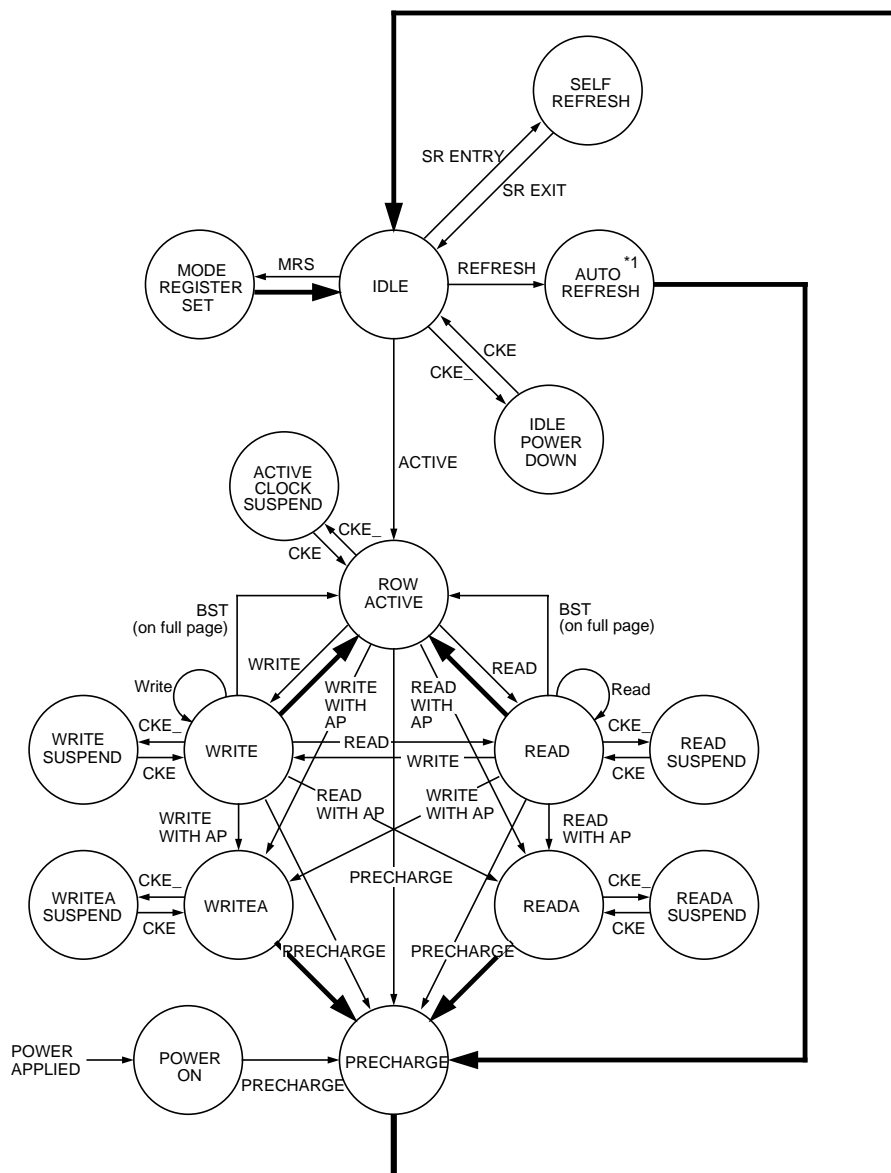 SELF
REFRESH
SR ENTRY
SR EXIT
MODE
REGISTER
SET
MRS
IDLE
REFRESH
AUTO *1
REFRESH
CKE
CKE_
IDLE
POWER
DOWN
ACTIVE
ACTIVE
CLOCK
SUSPEND
CKE_
CKE
ROW
ACTIVE
BST
(on full page)
BST
(on full page)
WRITE
READ
Write
WRITE
WITH
AP
READ
WITH
AP
Read
WRITE
SUSPEND
CKE_
CKE
WRITE
READ
WRITE
READ
CKE_
CKE
READ
SUSPEND
WRITE
WITH AP
READ
WITH AP
WRITE
WITH AP
READ
WITH AP
WRITEA
SUSPEND
CKE_
CKE
WRITEA
PRECHARGE
READA
CKE_
CKE
READA
SUSPEND
PRECHARGE
PRECHARGE
POWER
APPLIED
POWER
ON
PRECHARGE
PRECHARGE